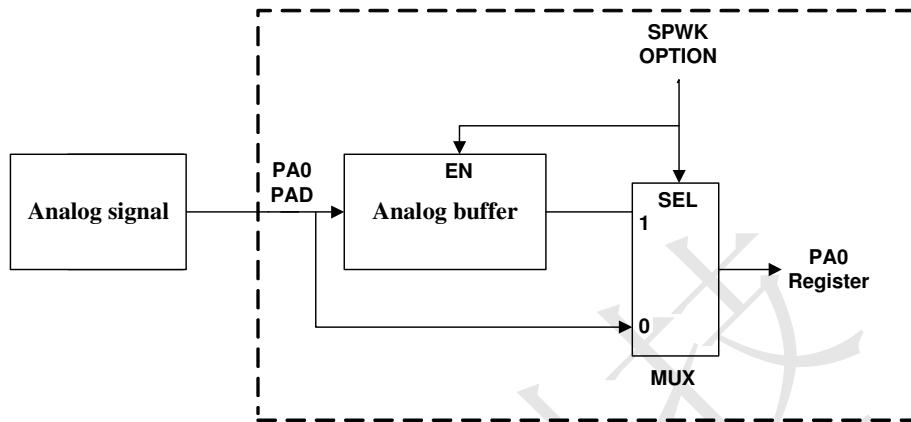 SPWK
OPTION
EN
PA0
PAD
Analog signal
Analog buffer
SEL
1
PA0
Register
0
MUX